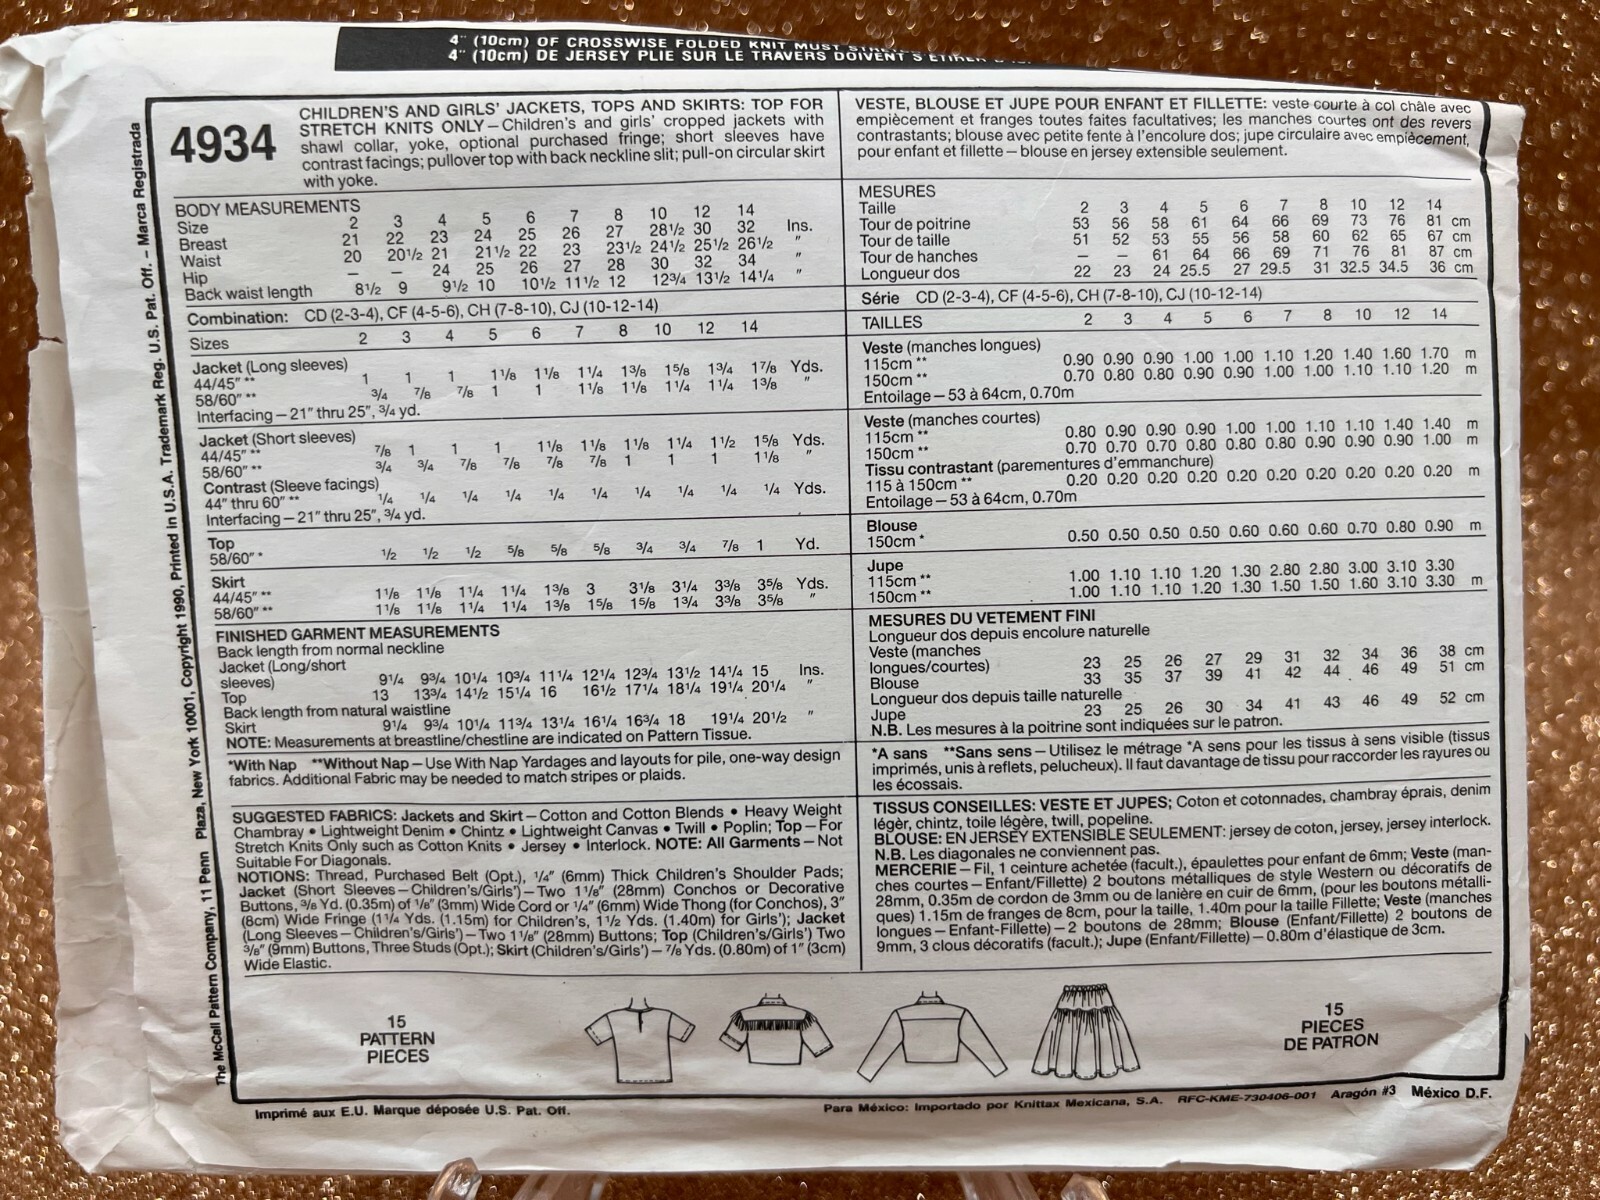 4" (10cm) OF CROSSWISE FOLDED KNIT MUST
4" (10cm) DE JERSEY PLIE SUR LE TRAVERS DOIVENT S'ETIRER
4934
CHILDREN'S AND GIRLS' JACKETS, TOPS AND SKIRTS: TOP FOR
STRETCH KNITS ONLY – Children's and girls' cropped jackets with
shawl collar, yoke, optional purchased fringe; short sleeves have
contrast facings; pullover top with back neckline slit; pull-on circular skirt
with yoke.
BODY MEASUREMENTS
Size 2 3 4 5 6 7 8 10 12 14
Breast 21 22 23 24 25 26 27 28½ 30 32 Ins.
Waist 20 20½ 21 21½ 22 23 23½ 24½ 25½ 26½ "
Hip – – 24 25 26 27 28 30 32 34 "
Back waist length 8½ 9 9½ 10 10½ 11½ 12 12¾ 13½ 14¼ "
Combination: CD (2-3-4), CF (4-5-6), CH (7-8-10), CJ (10-12-14)
Sizes 2 3 4 5 6 7 8 10 12 14
Jacket (Long sleeves)
44/45" ** 1 1 1 1⅛ 1⅛ 1¼ 1⅜ 1⅝ 1¾ 1⅞ Yds.
58/60" ** ¾ ⅞ ⅞ 1 1 1⅛ 1⅛ 1¼ 1¼ 1⅜ "
Interfacing – 21" thru 25", ¾ yd.
Jacket (Short sleeves)
44/45" ** ⅞ 1 1 1 1⅛ 1⅛ 1⅛ 1¼ 1½ 1⅝ Yds.
58/60" ** ¾ ¾ ⅞ ⅞ ⅞ ⅞ 1 1 1 1⅛ "
Contrast (Sleeve facings)
44" thru 60" ** ¼ ¼ ¼ ¼ ¼ ¼ ¼ ¼ ¼ ¼ Yds.
Interfacing – 21" thru 25", ¾ yd.
Top
58/60" * ½ ½ ½ ⅝ ⅝ ⅝ ¾ ¾ ⅞ 1 Yd.
Skirt
44/45" ** 1⅛ 1⅛ 1¼ 1¼ 1⅜ 3 3⅛ 3¼ 3⅜ 3⅝ Yds.
58/60" ** 1⅛ 1⅛ 1¼ 1¼ 1⅜ 1⅝ 1⅝ 1¾ 3⅜ 3⅝ "
FINISHED GARMENT MEASUREMENTS
Back length from normal neckline
Jacket (Long/short
sleeves) 9¼ 9¾ 10¼ 10¾ 11¼ 12¼ 12¾ 13½ 14¼ 15 Ins.
Top 13 13¾ 14½ 15¼ 16 16½ 17¼ 18¼ 19¼ 20¼ "
Back length from natural waistline
Skirt 9¼ 9¾ 10¼ 11¾ 13¼ 16¼ 16¾ 18 19¼ 20½ "
NOTE: Measurements at breastline/chestline are indicated on Pattern Tissue.
*With Nap **Without Nap – Use With Nap Yardages and layouts for pile, one-way design
fabrics. Additional Fabric may be needed to match stripes or plaids.
SUGGESTED FABRICS: Jackets and Skirt – Cotton and Cotton Blends • Heavy Weight
Chambray • Lightweight Denim • Chintz • Lightweight Canvas • Twill • Poplin; Top – For
Stretch Knits Only such as Cotton Knits • Jersey • Interlock. NOTE: All Garments – Not
Suitable For Diagonals.
NOTIONS: Thread, Purchased Belt (Opt.), ¼" (6mm) Thick Children's Shoulder Pads;
Jacket (Short Sleeves – Children's/Girls') – Two 1⅛" (28mm) Conchos or Decorative
Buttons, ⅜ Yd. (0.35m) of ⅛" (3mm) Wide Cord or ¼" (6mm) Wide Thong (for Conchos), 3"
(8cm) Wide Fringe (1¼ Yds. (1.15m) for Children's, 1½ Yds. (1.40m) for Girls'); Jacket
(Long Sleeves – Children's/Girls') – Two 1⅛" (28mm) Buttons; Top (Children's/Girls') Two
⅜" (9mm) Buttons, Three Studs (Opt.); Skirt (Children's/Girls') – ⅞ Yds. (0.80m) of 1" (3cm)
Wide Elastic.
VESTE, BLOUSE ET JUPE POUR ENFANT ET FILLETTE: veste courte à col châle avec
empiècement et franges toutes faites facultatives; les manches courtes ont des revers
contrastants; blouse avec petite fente à l'encolure dos; jupe circulaire avec empiècement,
pour enfant et fillette – blouse en jersey extensible seulement.
MESURES
Taille 2 3 4 5 6 7 8 10 12 14
Tour de poitrine 53 56 58 61 64 66 69 73 76 81 cm
Tour de taille 51 52 53 55 56 58 60 62 65 67 cm
Tour de hanches – – 61 64 66 69 71 76 81 87 cm
Longueur dos 22 23 24 25.5 27 29.5 31 32.5 34.5 36 cm
Série CD (2-3-4), CF (4-5-6), CH (7-8-10), CJ (10-12-14)
TAILLES 2 3 4 5 6 7 8 10 12 14
Veste (manches longues)
115cm ** 0.90 0.90 0.90 1.00 1.00 1.10 1.20 1.40 1.60 1.70 m
150cm ** 0.70 0.80 0.80 0.90 0.90 1.00 1.00 1.10 1.10 1.20 m
Entoilage – 53 à 64cm, 0.70m
Veste (manches courtes)
115cm ** 0.80 0.90 0.90 0.90 1.00 1.00 1.10 1.10 1.40 1.40 m
150cm ** 0.70 0.70 0.70 0.80 0.80 0.80 0.90 0.90 0.90 1.00 m
Tissu contrastant (parementures d'emmanchure)
115 à 150cm ** 0.20 0.20 0.20 0.20 0.20 0.20 0.20 0.20 0.20 0.20 m
Entoilage – 53 à 64cm, 0.70m
Blouse
150cm * 0.50 0.50 0.50 0.50 0.60 0.60 0.60 0.70 0.80 0.90 m
Jupe
115cm ** 1.00 1.10 1.10 1.20 1.30 2.80 2.80 3.00 3.10 3.30
150cm ** 1.00 1.10 1.10 1.20 1.30 1.50 1.50 1.60 3.10 3.30 m
MESURES DU VETEMENT FINI
Longueur dos depuis encolure naturelle
Veste (manches
longues/courtes) 23 25 26 27 29 31 32 34 36 38 cm
Blouse 33 35 37 39 41 42 44 46 49 51 cm
Longueur dos depuis taille naturelle
Jupe 23 25 26 30 34 41 43 46 49 52 cm
N.B. Les mesures à la poitrine sont indiquées sur le patron.
*A sans **Sans sens – Utilisez le métrage *A sens pour les tissus à sens visible (tissus
imprimés, unis à reflets, pelucheux). Il faut davantage de tissu pour raccorder les rayures ou
les écossais.
TISSUS CONSEILLES: VESTE ET JUPES; Coton et cotonnades, chambray éprais, denim
légèr, chintz, toile légère, twill, popeline.
BLOUSE: EN JERSEY EXTENSIBLE SEULEMENT: jersey de coton, jersey, jersey interlock.
N.B. Les diagonales ne conviennent pas.
MERCERIE – Fil, 1 ceinture achetée (facult.), épaulettes pour enfant de 6mm; Veste (man-
ches courtes – Enfant/Fillette) 2 boutons métalliques de style Western ou décoratifs de
28mm, 0.35m de cordon de 3mm ou de lanière en cuir de 6mm, (pour les boutons métalli-
ques) 1.15m de franges de 8cm, pour la taille, 1.40m pour la taille Fillette; Veste (manches
longues – Enfant-Fillette) – 2 boutons de 28mm; Blouse (Enfant/Fillette) 2 boutons de
9mm, 3 clous décoratifs (facult.); Jupe (Enfant/Fillette) – 0.80m d'élastique de 3cm.
15
PATTERN
PIECES
15
PIECES
DE PATRON
Imprimé aux E.U. Marque déposée U.S. Pat. Off.
Para México: Importado por Knittax Mexicana, S.A. RFC-KME-730406-001 Aragón #3 México D.F.
The McCall Pattern Company, 11 Penn Plaza, New York 10001, Copyright 1990, Printed in U.S.A. Trademark Reg. U.S. Pat. Off. – Marca Registrada